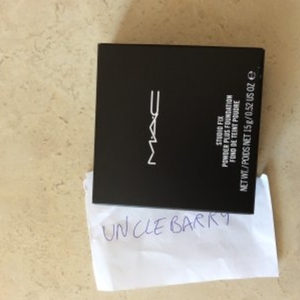 MAC
STUDIO FIX
POWDER PLUS FOUNDATION
FOND DE TEINT POUDRE
NET WT./POIDS NET 15 g / 0.52 US OZ e
UNCLEBARRY